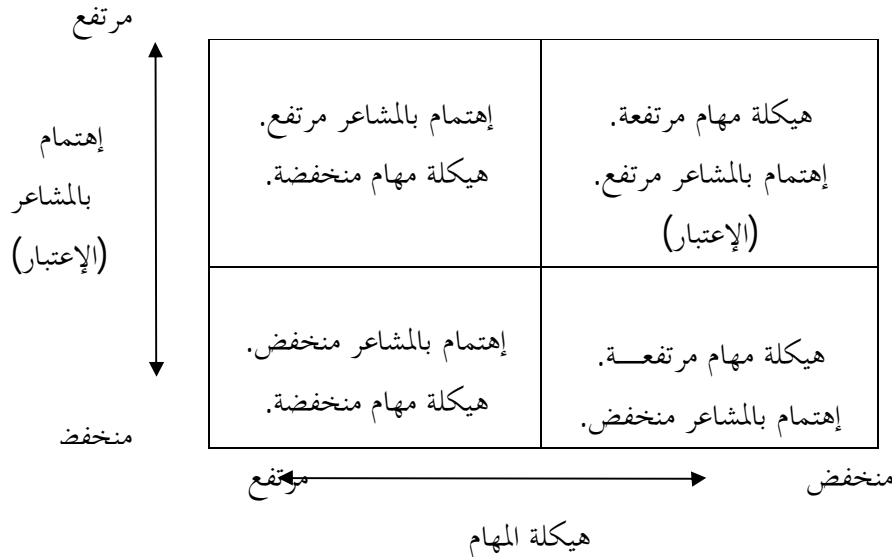 مرتفع
هيكلة مهام مرتفعة.
إهتمام بالمشاعر مرتفع.
(الإعتبار)
إهتمام بالمشاعر مرتفع.
هيكلة مهام منخفضة.
إهتمام
بالمشاعر
(الإعتبار)
هيكلة مهام مرتفعـــة.
إهتمام بالمشاعر منخفض.
إهتمام بالمشاعر منخفض.
هيكلة مهام منخفضة.
منخفض
منخفض
مرتفع
هيكلة المهام